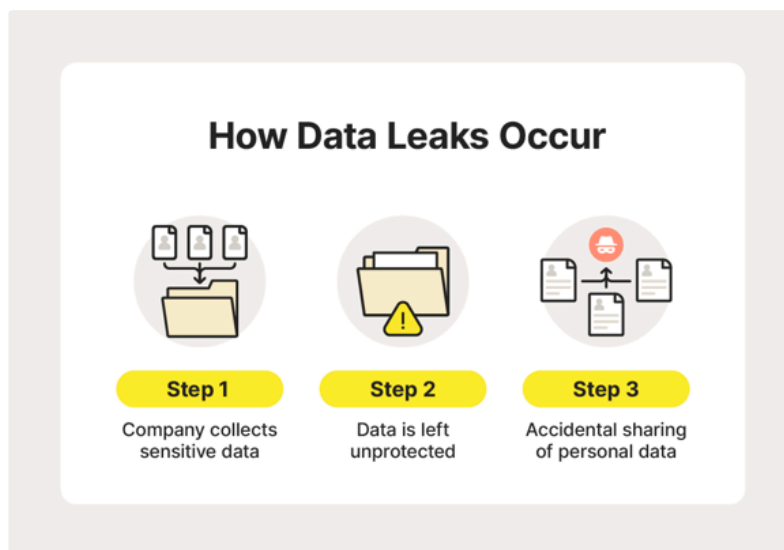 How Data Leaks Occur
Step 1
Company collects
sensitive data
Step 2
Data is left
unprotected
Step 3
Accidental sharing
of personal data